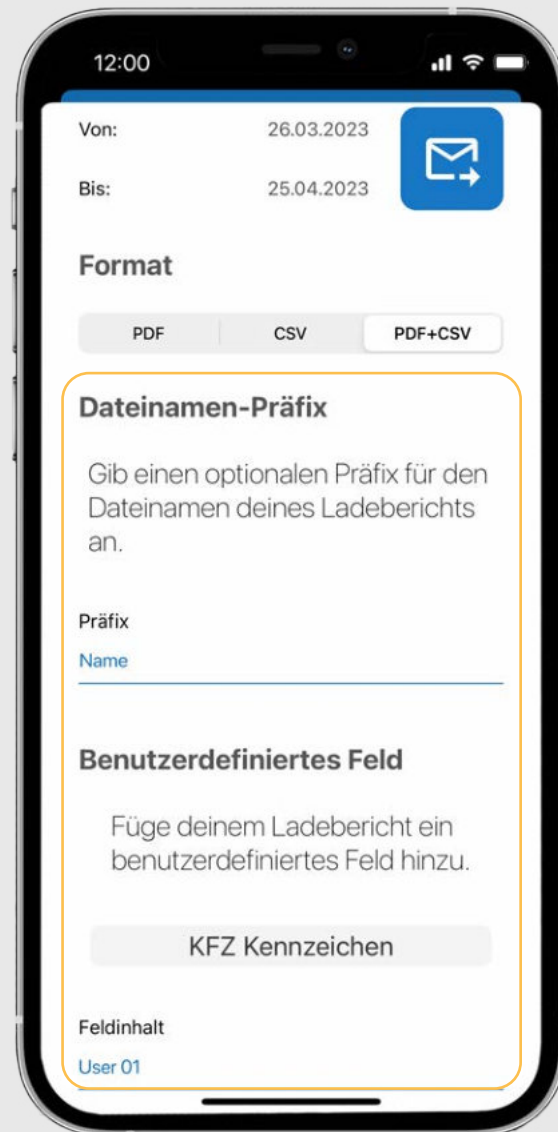 12:00
Von: 26.03.2023
Bis: 25.04.2023
Format
PDF CSV PDF+CSV
Dateinamen-Präfix
Gib einen optionalen Präfix für den
Dateinamen deines Ladeberichts
an.
Präfix
Name
Benutzerdefiniertes Feld
Füge deinem Ladebericht ein
benutzerdefiniertes Feld hinzu.
KFZ Kennzeichen
Feldinhalt
User 01